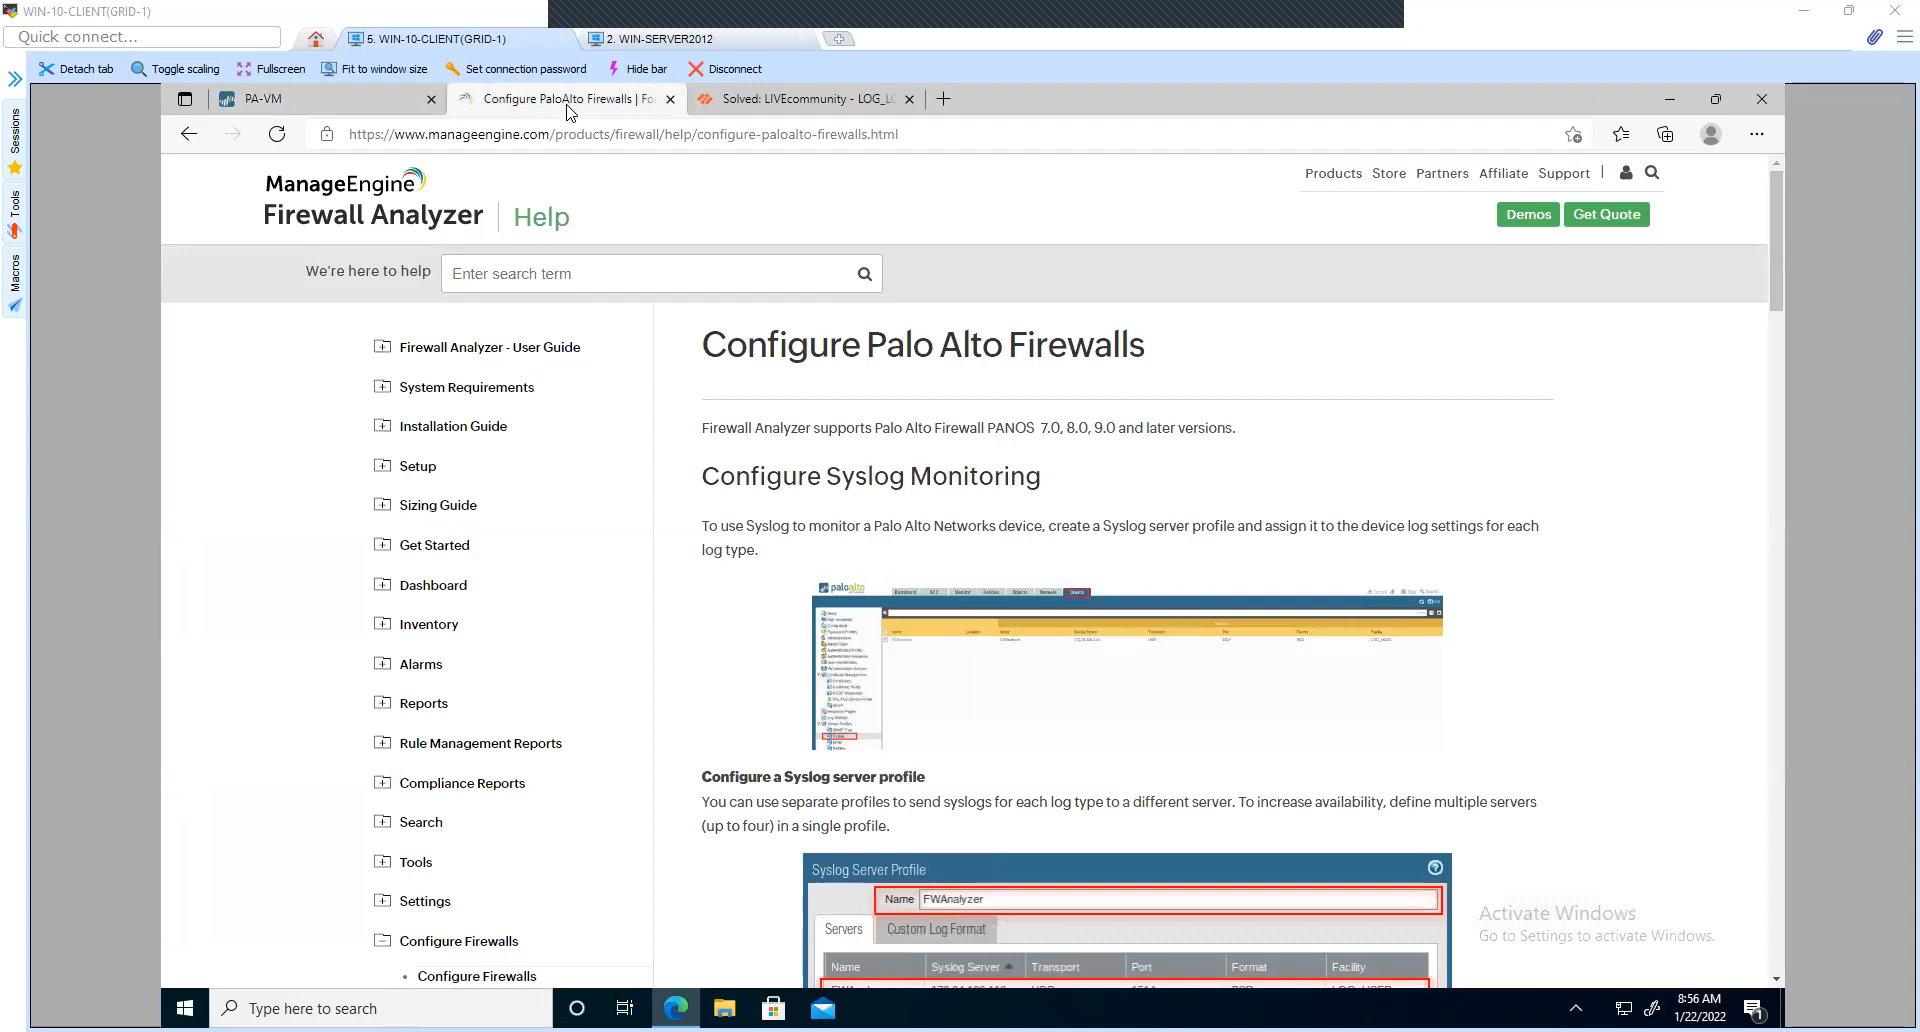 WIN-10-CLIENT(GRID-1)
Quick connect...
5. WIN-10-CLIENT(GRID-1)
2. WIN-SERVER2012
Detach tab
Toggle scaling
Fullscreen
Fit to window size
Set connection password
Hide bar
Disconnect
Sessions
Tools
Macros
PA-VM
Configure PaloAlto Firewalls | Fo
Solved: LIVEcommunity - LOG_LO
https://www.manageengine.com/products/firewall/help/configure-paloalto-firewalls.html
ManageEngine
Firewall Analyzer | Help
Products Store Partners Affiliate Support |
Demos
Get Quote
We're here to help
Enter search term
Firewall Analyzer - User Guide
System Requirements
Installation Guide
Setup
Sizing Guide
Get Started
Dashboard
Inventory
Alarms
Reports
Rule Management Reports
Compliance Reports
Search
Tools
Settings
Configure Firewalls
• Configure Firewalls
Configure Palo Alto Firewalls
Firewall Analyzer supports Palo Alto Firewall PANOS 7.0, 8.0, 9.0 and later versions.
Configure Syslog Monitoring
To use Syslog to monitor a Palo Alto Networks device, create a Syslog server profile and assign it to the device log settings for each
log type.
paloalto
Dashboard ACC Monitor Policies Objects Network Device
Configure a Syslog server profile
You can use separate profiles to send syslogs for each log type to a different server. To increase availability, define multiple servers
(up to four) in a single profile.
Syslog Server Profile
Name FWAnalyzer
Servers
Custom Log Format
Name Syslog Server Transport Port Format Facility
Activate Windows
Go to Settings to activate Windows.
Type here to search
8:56 AM
1/22/2022
1